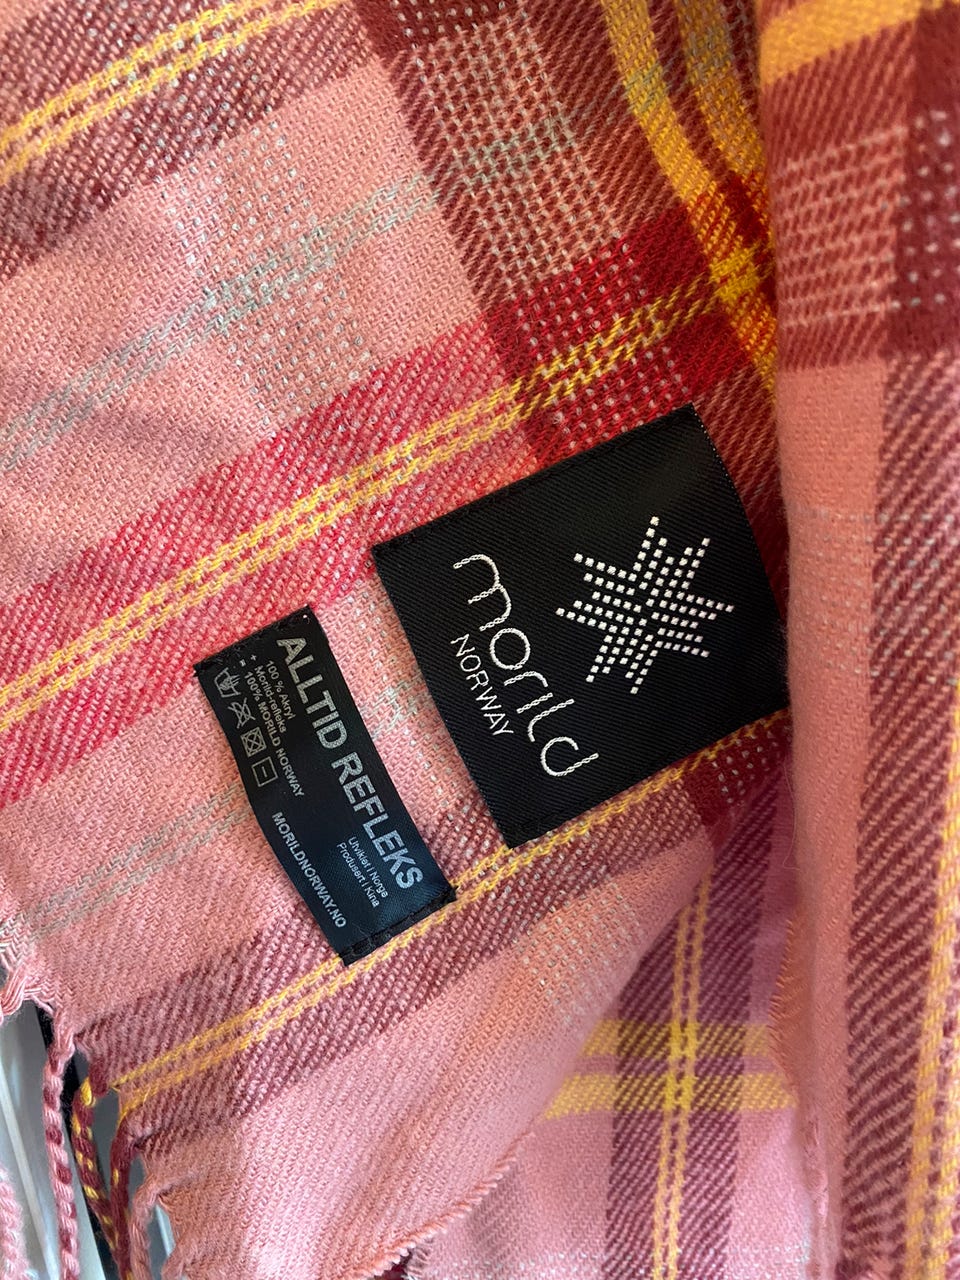 morild
NORWAY
ALLTID REFLEKS
100 % Akryl
+ Morild-refleks
= 100% MORILD NORWAY
Utviklet i Norge
Produsert i Kina
MORILDNORWAY.NO